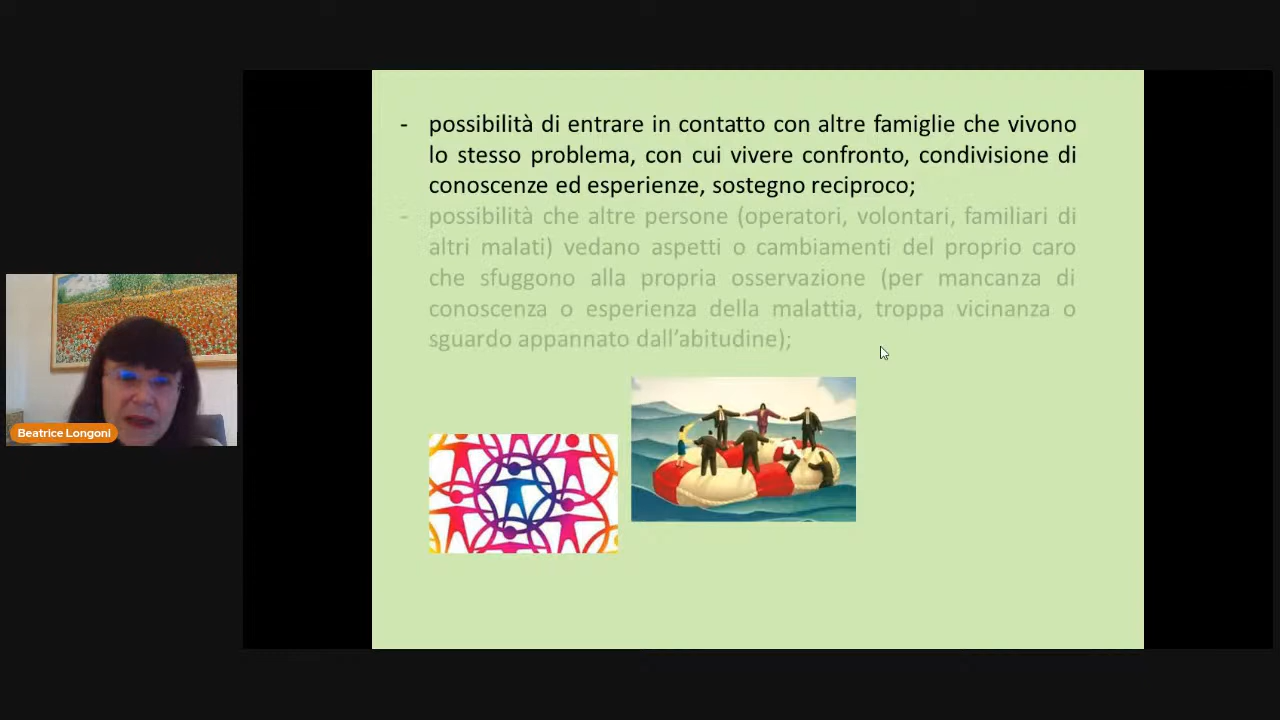 - possibilità di entrare in contatto con altre famiglie che vivono
lo stesso problema, con cui vivere confronto, condivisione di
conoscenze ed esperienze, sostegno reciproco;
- possibilità che altre persone (operatori, volontari, familiari di
altri malati) vedano aspetti o cambiamenti del proprio caro
che sfuggono alla propria osservazione (per mancanza di
conoscenza o esperienza della malattia, troppa vicinanza o
sguardo appannato dall’abitudine);
Beatrice Longoni